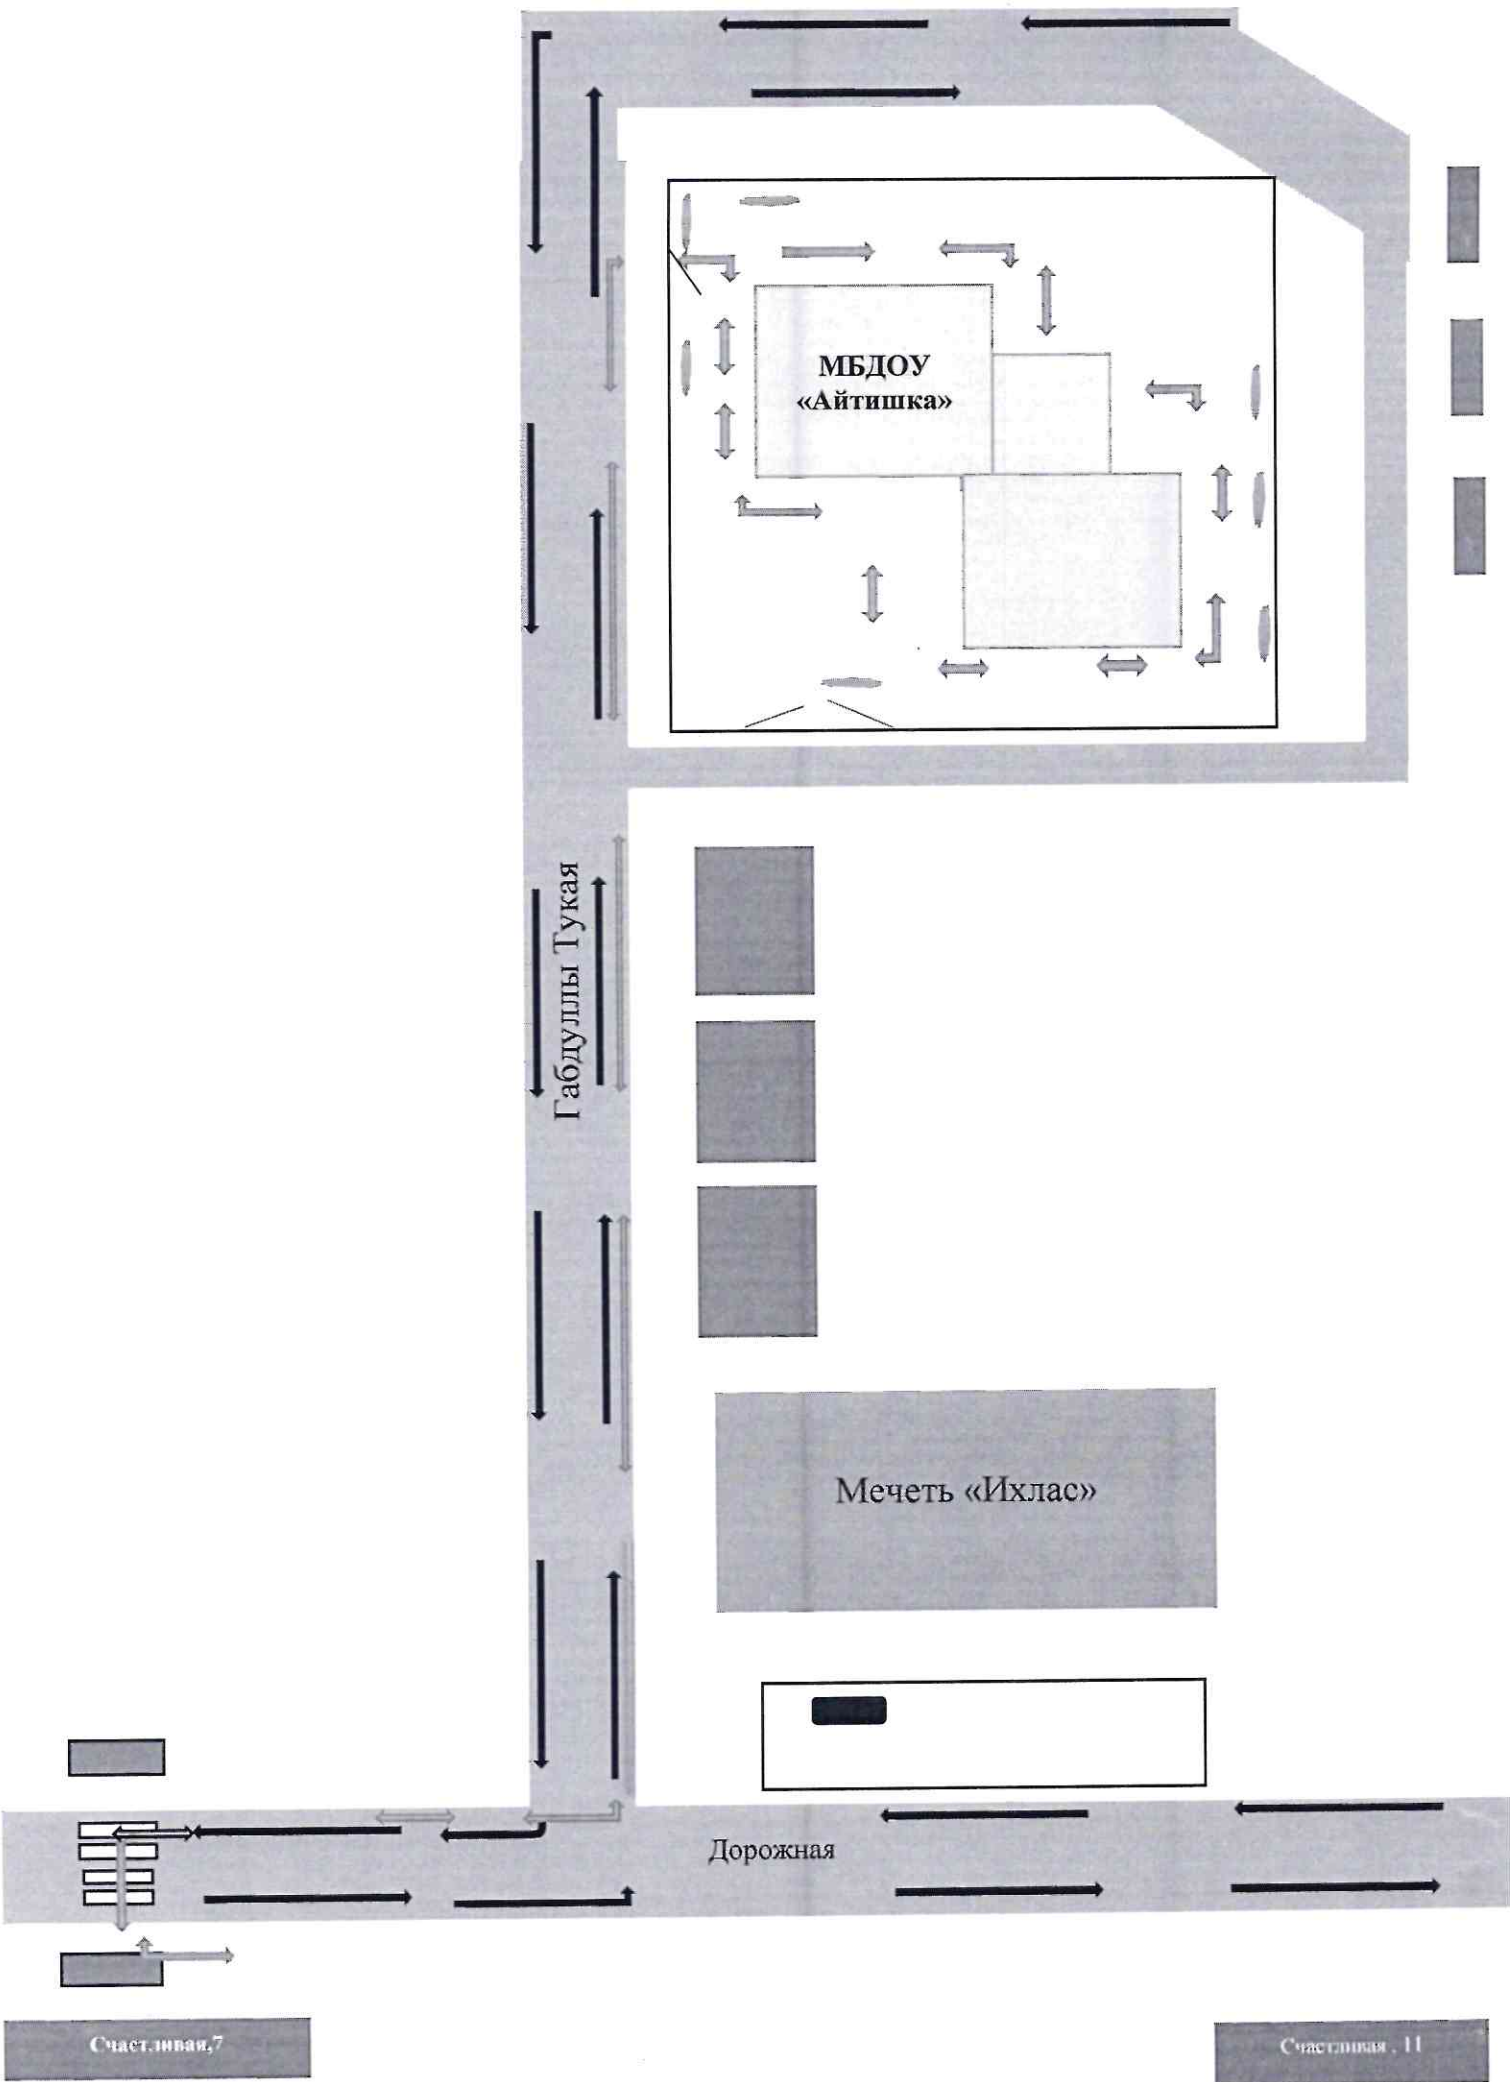 МБДОУ
«Айтишка»
Габдуллы Тукая
Мечеть «Ихлас»
Дорожная
Счастливая,7
Счастливая , 11